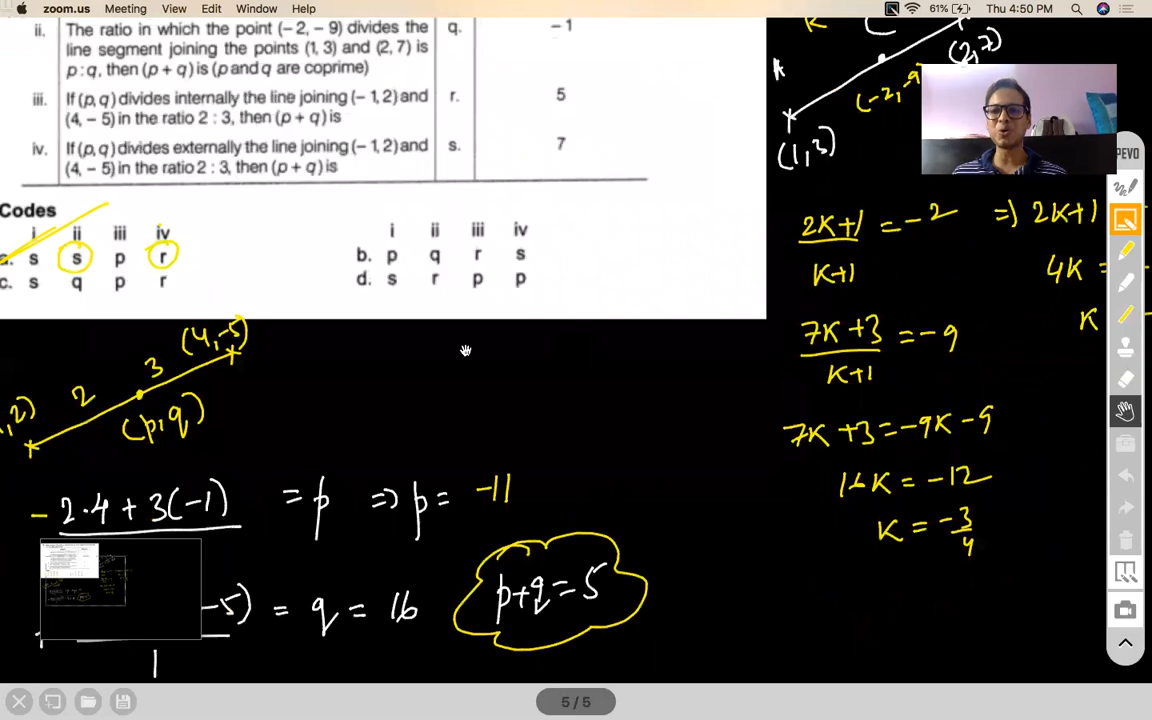 zoom.us Meeting View Edit Window Help 61% Thu 4:50 PM
ii. The ratio in which the point (– 2, – 9) divides the q. – 1
line segment joining the points (1, 3) and (2, 7) is
p : q, then (p + q) is (p and q are coprime)
iii. If (p, q) divides internally the line joining (– 1, 2) and r. 5
(4, – 5) in the ratio 2 : 3, then (p + q) is
iv. If (p, q) divides externally the line joining (– 1, 2) and s. 7
(4, – 5) in the ratio 2 : 3, then (p + q) is
Codes
i ii iii iv
a. s s p r
c. s q p r
i ii iii iv
b. p q r s
d. s r p p
K
(2,7)
A
(-2,-9)
(1,3)
PEVO
2K+1 = -2 => 2K+1
K+1
4K =
K
7K+3 = -9
K+1
7K+3 = -9K-9
16K = -12
K = -3
4
(4,-5)
3
2
,2)
(p,q)
- 2·4 + 3(-1) = p => p = -11
-5) = q = 16
1
p+q = 5
5 / 5